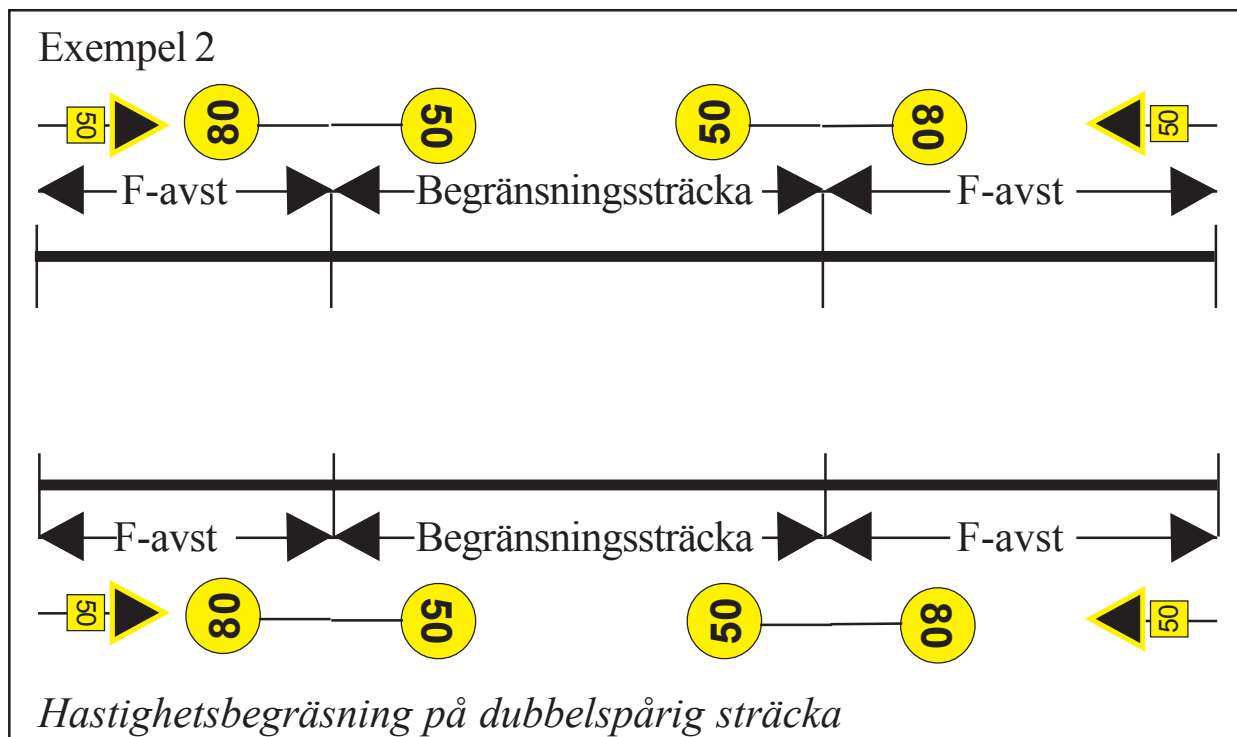 Exempel 2
50 80 50 50 80 50
F-avst Begränsningssträcka F-avst
F-avst Begränsningssträcka F-avst
50 80 50 50 80 50
Hastighetsbegräsning på dubbelspårig sträcka